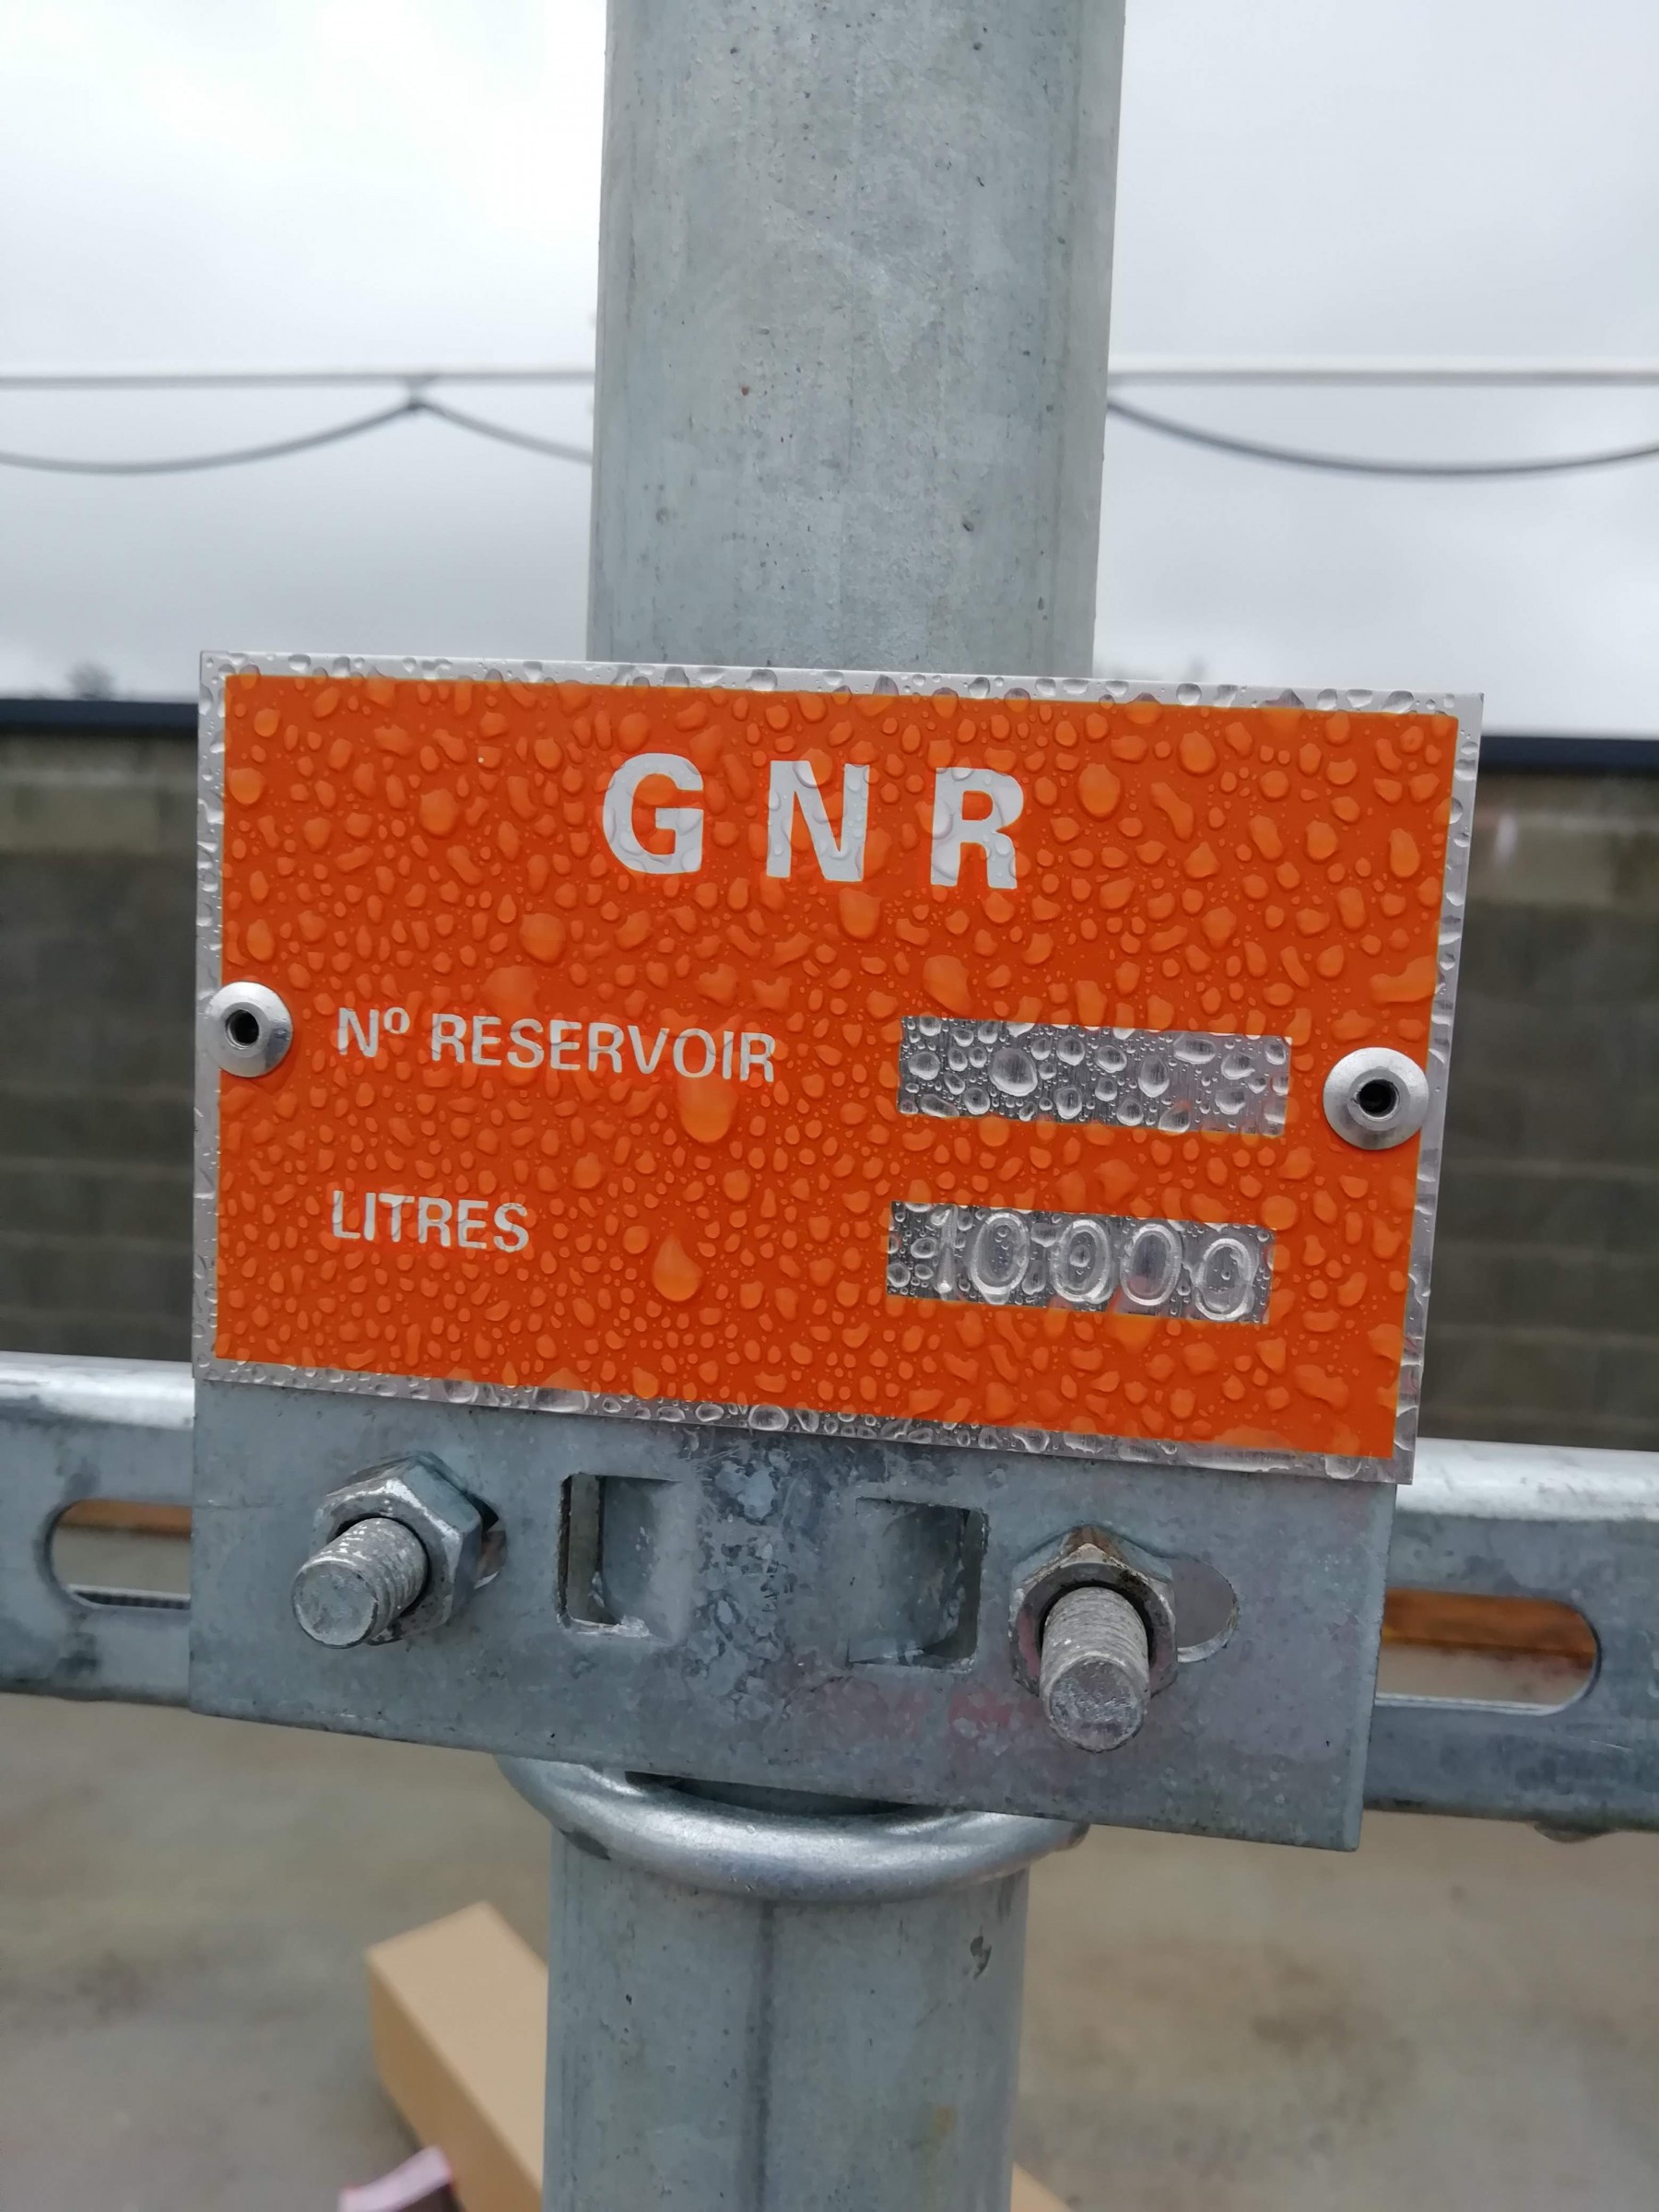 GNR
Nº RESERVOIR
LITRES 10000